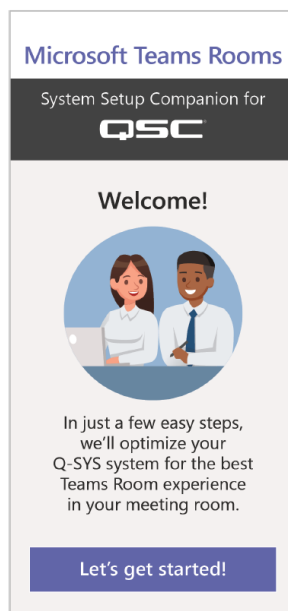 Microsoft Teams Rooms
System Setup Companion for
QSC
Welcome!
In just a few easy steps,
we'll optimize your
Q-SYS system for the best
Teams Room experience
in your meeting room.
Let's get started!